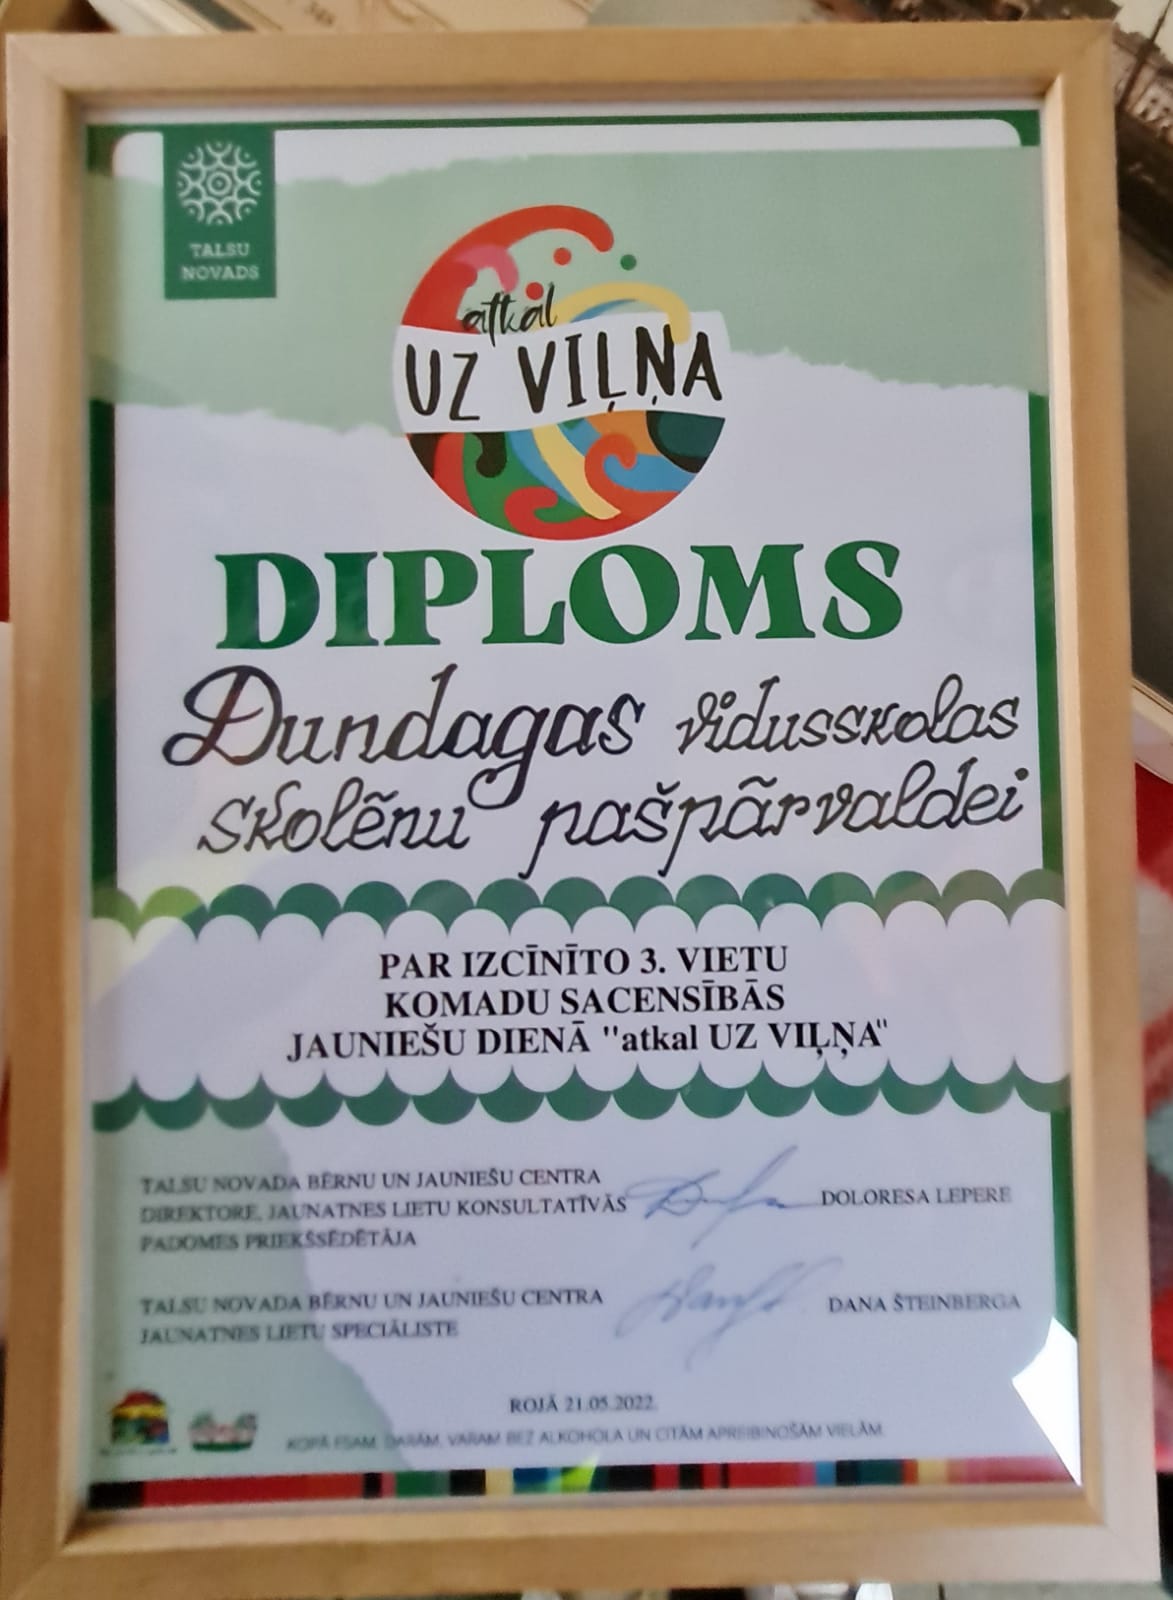 TALSU
NOVADS
atkal
UZ VIĻŅA
DIPLOMS
Dundagas vidusskolas
skolēnu pašpārvaldei
PAR IZCĪNĪTO 3. VIETU
KOMADU SACENSĪBĀS
JAUNIEŠU DIENĀ "atkal UZ VIĻŅA"
TALSU NOVADA BĒRNU UN JAUNIEŠU CENTRA
DIREKTORE, JAUNATNES LIETU KONSULTATĪVĀS
PADOMES PRIEKŠSĒDĒTĀJA
DOLORESA LEPERE
TALSU NOVADA BĒRNU UN JAUNIEŠU CENTRA
JAUNATNES LIETU SPECIĀLISTE
DANA ŠTEINBERGA
ROJĀ 21.05.2022.
KOPĀ ESAM, DARĀM, VARAM BEZ ALKOHOLA UN CITĀM APREIBINOŠĀM VIELĀM.